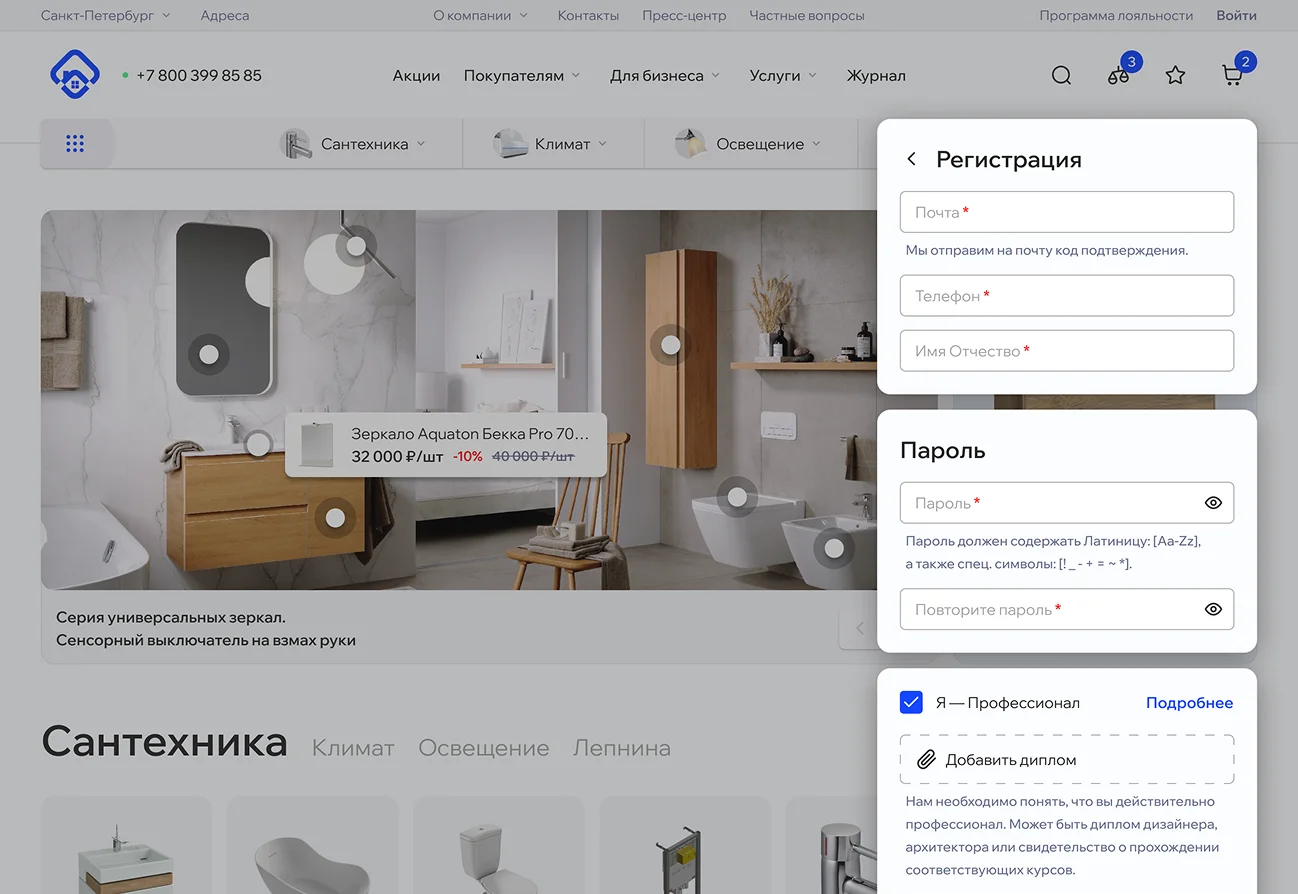 Санкт-Петербург
Адреса
О компании
Контакты
Пресс-центр
Частные вопросы
Программа лояльности
Войти
+7 800 399 85 85
Акции
Покупателям
Для бизнеса
Услуги
Журнал
3
2
Сантехника
Климат
Освещение
Зеркало Aquaton Бекка Pro 70...
32 000 ₽/шт -10% 40 000 ₽/шт
Серия универсальных зеркал.
Сенсорный выключатель на взмах руки
Сантехника Климат Освещение Лепнина
Регистрация
Почта *
Мы отправим на почту код подтверждения.
Телефон *
Имя Отчество *
Пароль
Пароль *
Пароль должен содержать Латиницу: [Aa-Zz],
а также спец. символы: [! _ - + = ~ *].
Повторите пароль *
Я — Профессионал
Подробнее
Добавить диплом
Нам необходимо понять, что вы действительно
профессионал. Может быть диплом дизайнера,
архитектора или свидетельство о прохождении
соответствующих курсов.